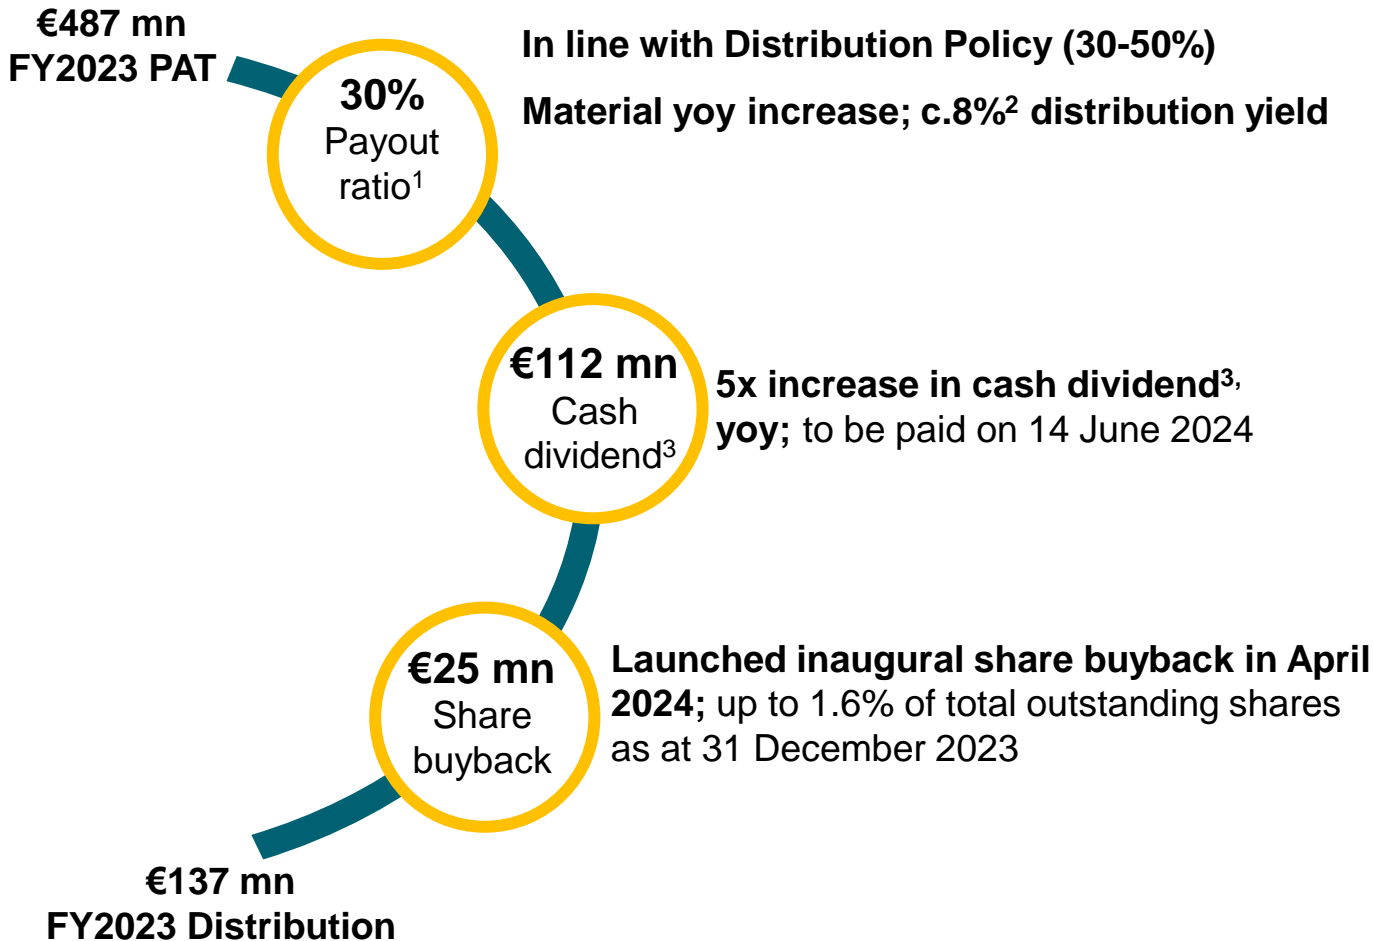 €487 mn
FY2023 PAT
30%
Payout
ratio1
In line with Distribution Policy (30-50%)
Material yoy increase; c.8%2 distribution yield
€112 mn
Cash
dividend3
5x increase in cash dividend3,
yoy; to be paid on 14 June 2024
€25 mn
Share
buyback
Launched inaugural share buyback in April
2024; up to 1.6% of total outstanding shares
as at 31 December 2023
€137 mn
FY2023 Distribution